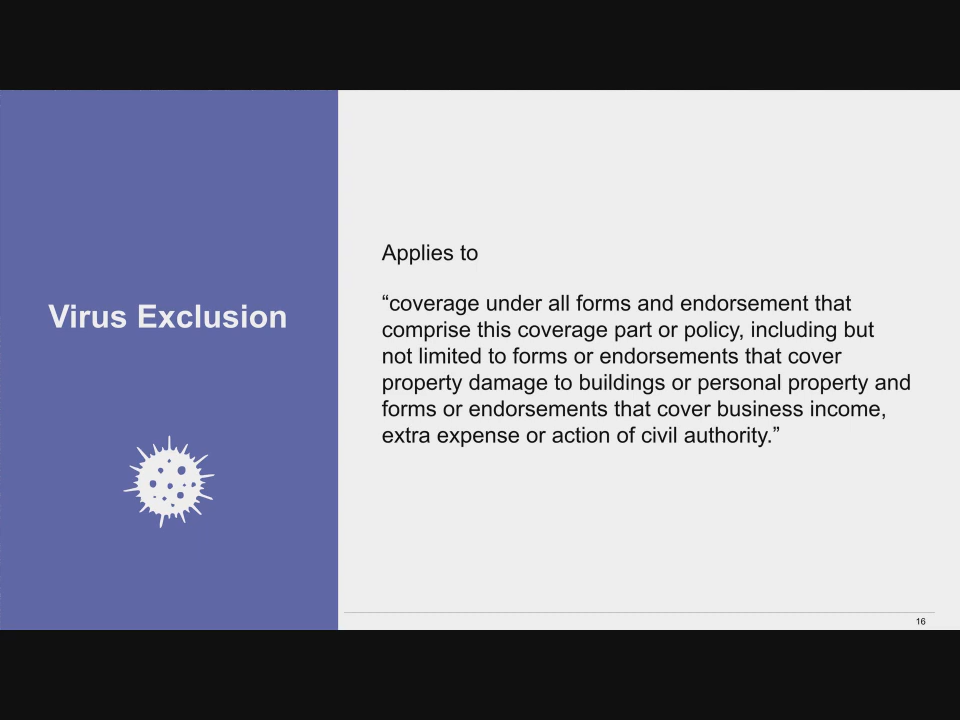 Virus Exclusion
Applies to
“coverage under all forms and endorsement that
comprise this coverage part or policy, including but
not limited to forms or endorsements that cover
property damage to buildings or personal property and
forms or endorsements that cover business income,
extra expense or action of civil authority.”
16